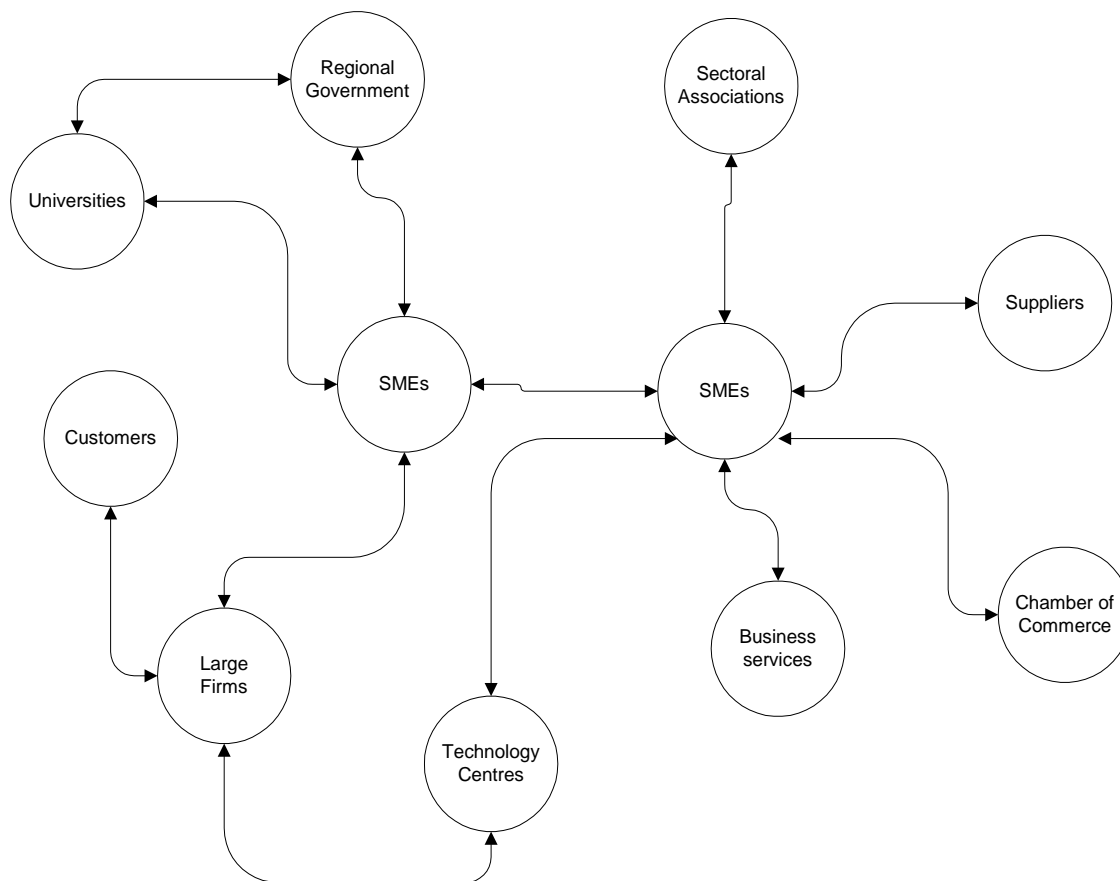 Regional
Government
Sectoral
Associations
Universities
Suppliers
SMEs
SMEs
Customers
Chamber of
Commerce
Business
services
Large
Firms
Technology
Centres